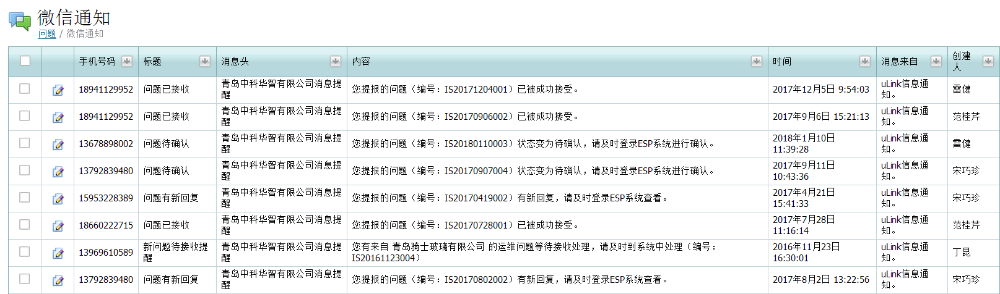 微信通知
问题 / 微信通知
手机号码 标题 消息头 内容 时间 消息来自 创建
人
18941129952 问题已接收 青岛中科华智有限公司消息提
醒 您提报的问题（编号：IS20171204001）已被成功接受。 2017年12月5日 9:54:03 uLink信息通
知。 雷健
18941129952 问题已接收 青岛中科华智有限公司消息提
醒 您提报的问题（编号：IS20170906002）已被成功接受。 2017年9月6日 15:21:13 uLink信息通
知。 范桂芹
13678898002 问题待确认 青岛中科华智有限公司消息提
醒 您提报的问题（编号：IS20180110003）状态变为待确认，请及时登录ESP系统进行确认。 2018年1月10日
11:39:28 uLink信息通
知。 雷健
13792839480 问题待确认 青岛中科华智有限公司消息提
醒 您提报的问题（编号：IS20170907004）状态变为待确认，请及时登录ESP系统进行确认。 2017年9月11日
10:43:36 uLink信息通
知。 宋巧珍
15953228389 问题有新回复 青岛中科华智有限公司消息提
醒 您提报的问题（编号：IS20170419002）有新回复，请及时登录ESP系统查看。 2017年4月21日
15:41:33 uLink信息通
知。 宋巧珍
18660222715 问题已接收 青岛中科华智有限公司消息提
醒 您提报的问题（编号：IS20170728001）已被成功接受。 2017年7月28日
11:16:14 uLink信息通
知。 范桂芹
13969610589 新问题待接收提
醒 青岛中科华智有限公司消息提
醒 您有来自 青岛骑士玻璃有限公司 的运维问题等待接收处理，请及时到系统中处理（编号：
IS20161123004） 2016年11月23日
16:30:01 uLink信息通
知。 丁昆
13792839480 问题有新回复 青岛中科华智有限公司消息提
醒 您提报的问题（编号：IS20170802002）有新回复，请及时登录ESP系统查看。 2017年8月2日 13:22:56 uLink信息通
知。 宋巧珍